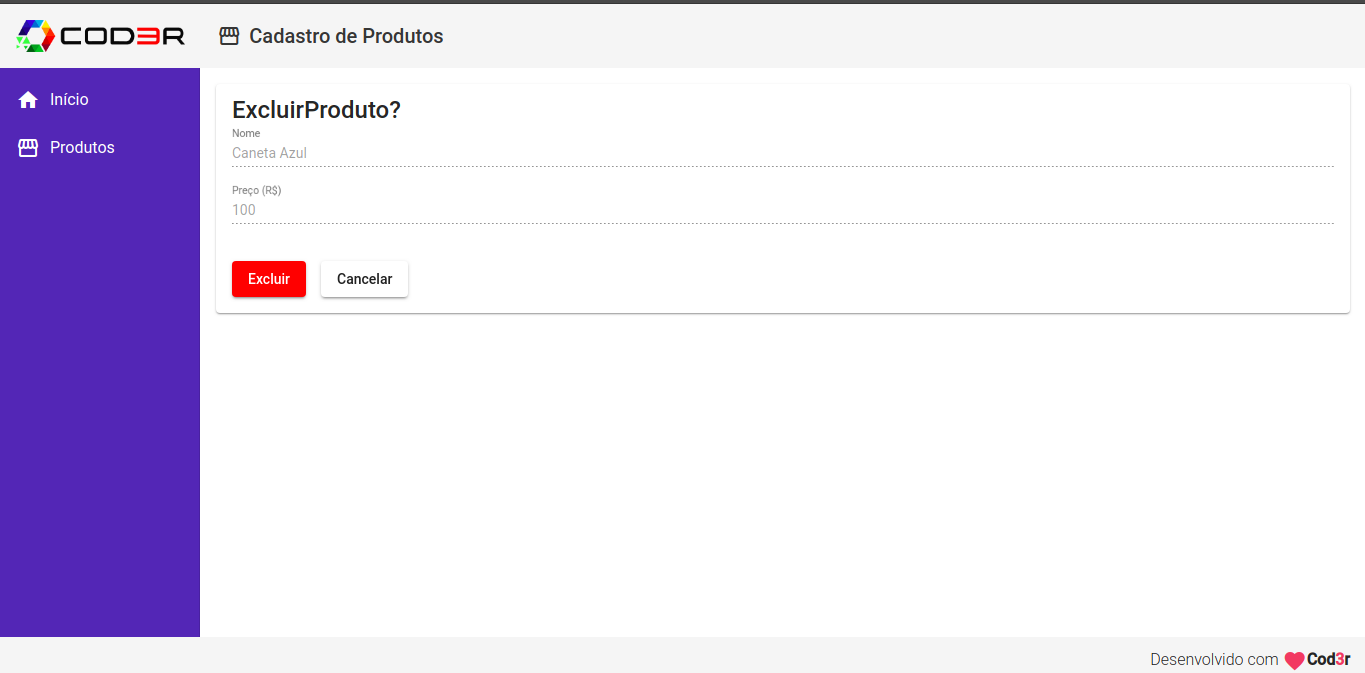 COD3R
Cadastro de Produtos
Início
Produtos
ExcluirProduto?
Nome
Caneta Azul
Preço (R$)
100
Excluir
Cancelar
Desenvolvido com Cod3r